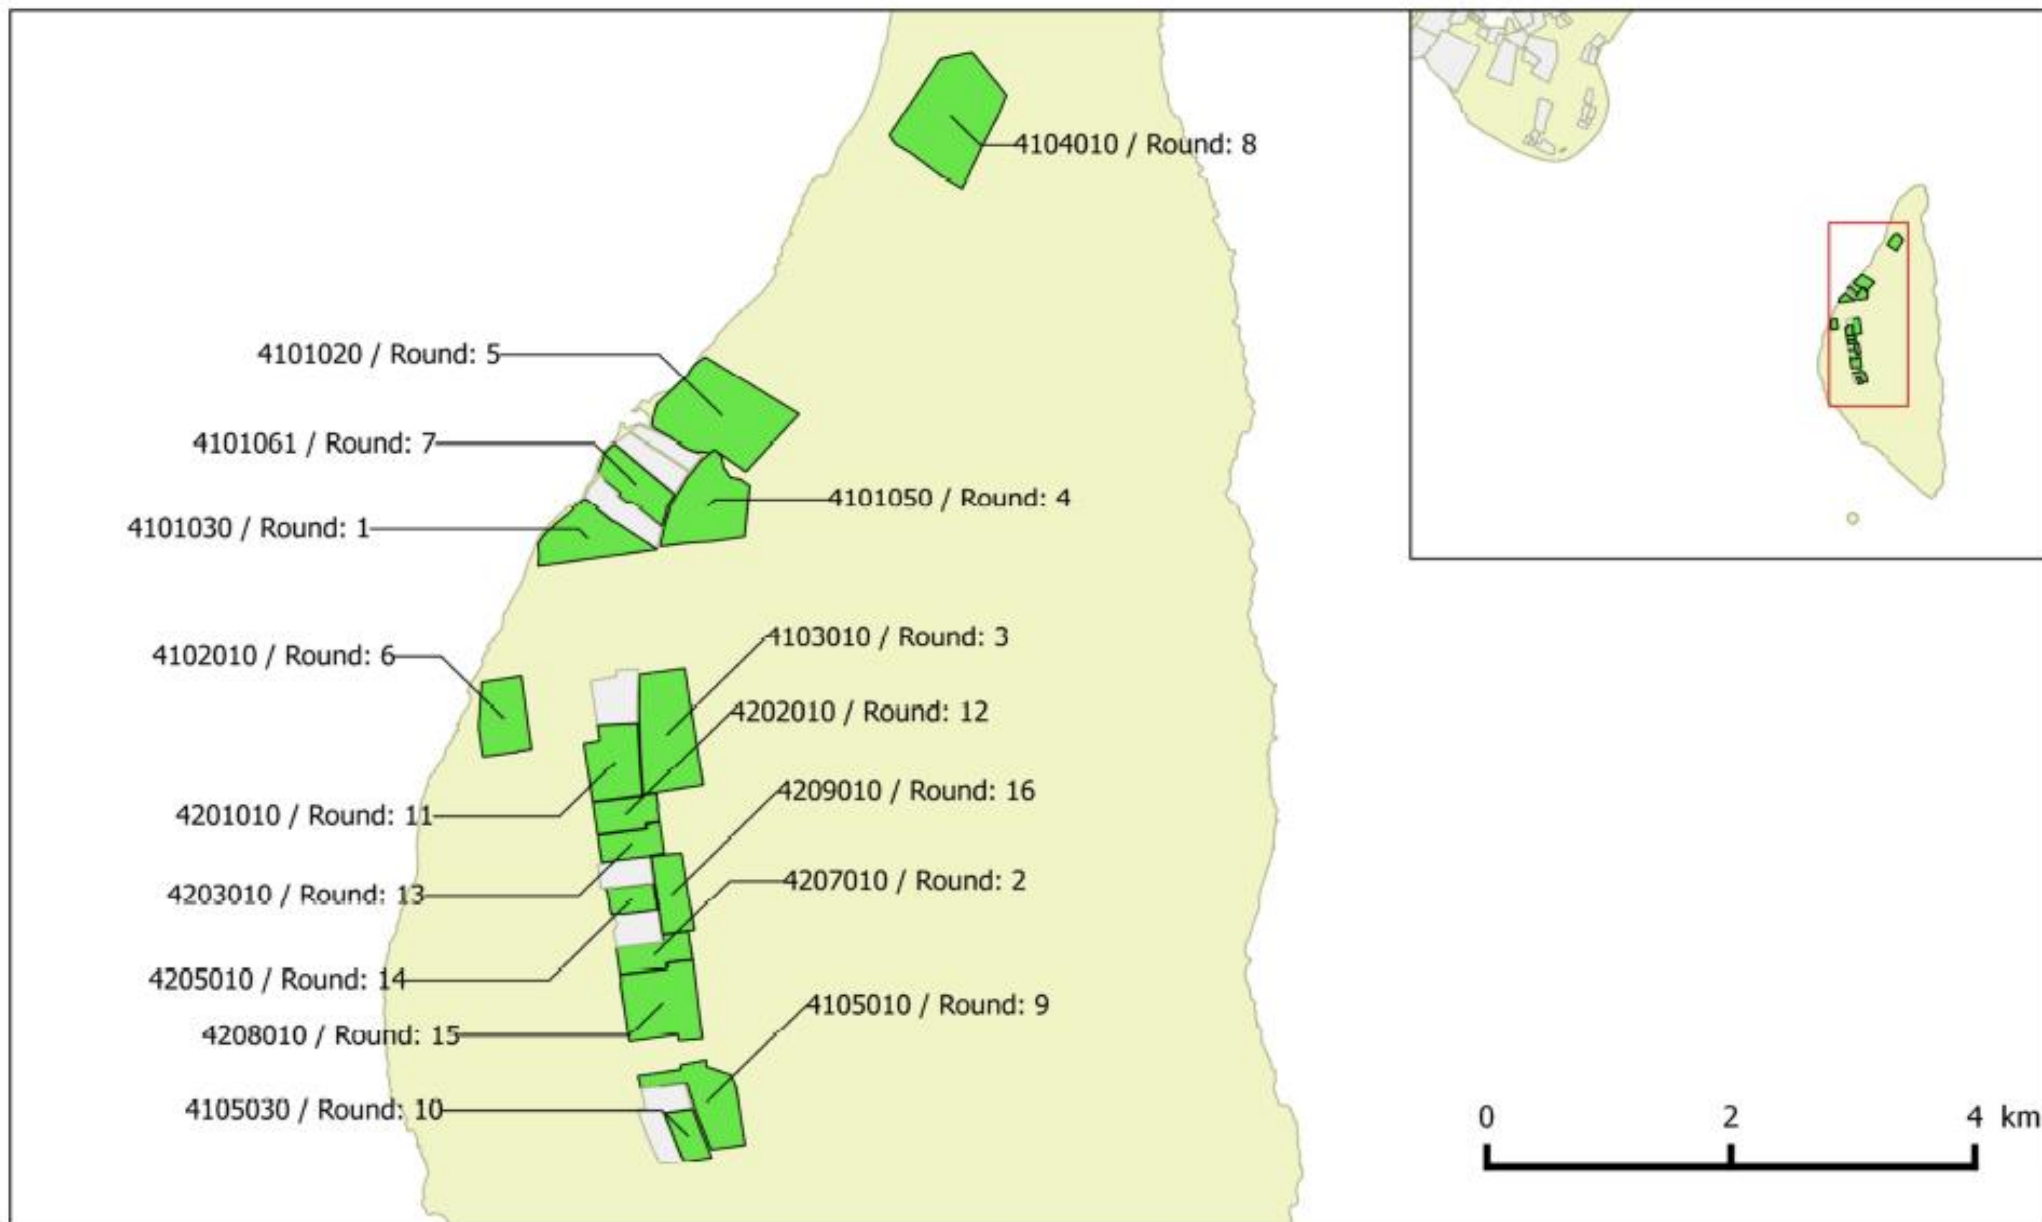 4104010 / Round: 8
4101020 / Round: 5
4101061 / Round: 7
4101050 / Round: 4
4101030 / Round: 1
4103010 / Round: 3
4102010 / Round: 6
4202010 / Round: 12
4209010 / Round: 16
4201010 / Round: 11
4207010 / Round: 2
4203010 / Round: 13
4205010 / Round: 14
4105010 / Round: 9
4208010 / Round: 15
4105030 / Round: 10
0 2 4 km